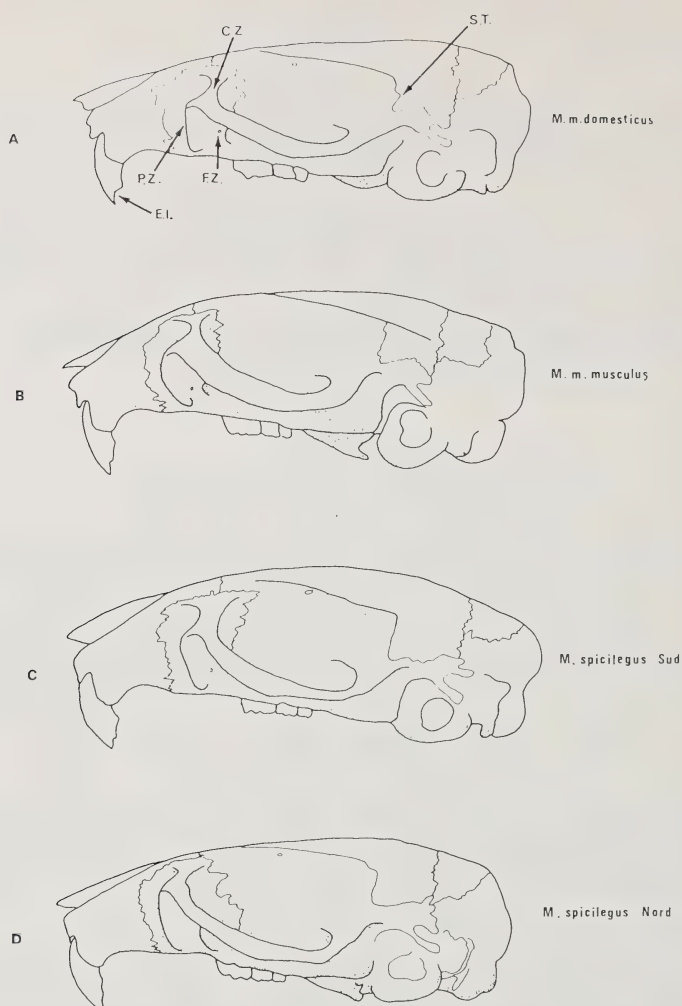 C.Z
S.T.
A
M. m. domesticus
P.Z.
F.Z.
E.I.
B
M. m. musculus
C
M. spicilegus Sud
D
M. spicilegus Nord